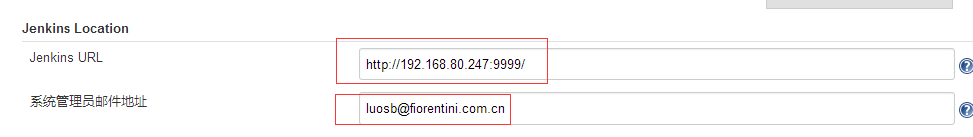 Jenkins Location
Jenkins URL
http://192.168.80.247:9999/
系统管理员邮件地址
luosb@fiorentini.com.cn